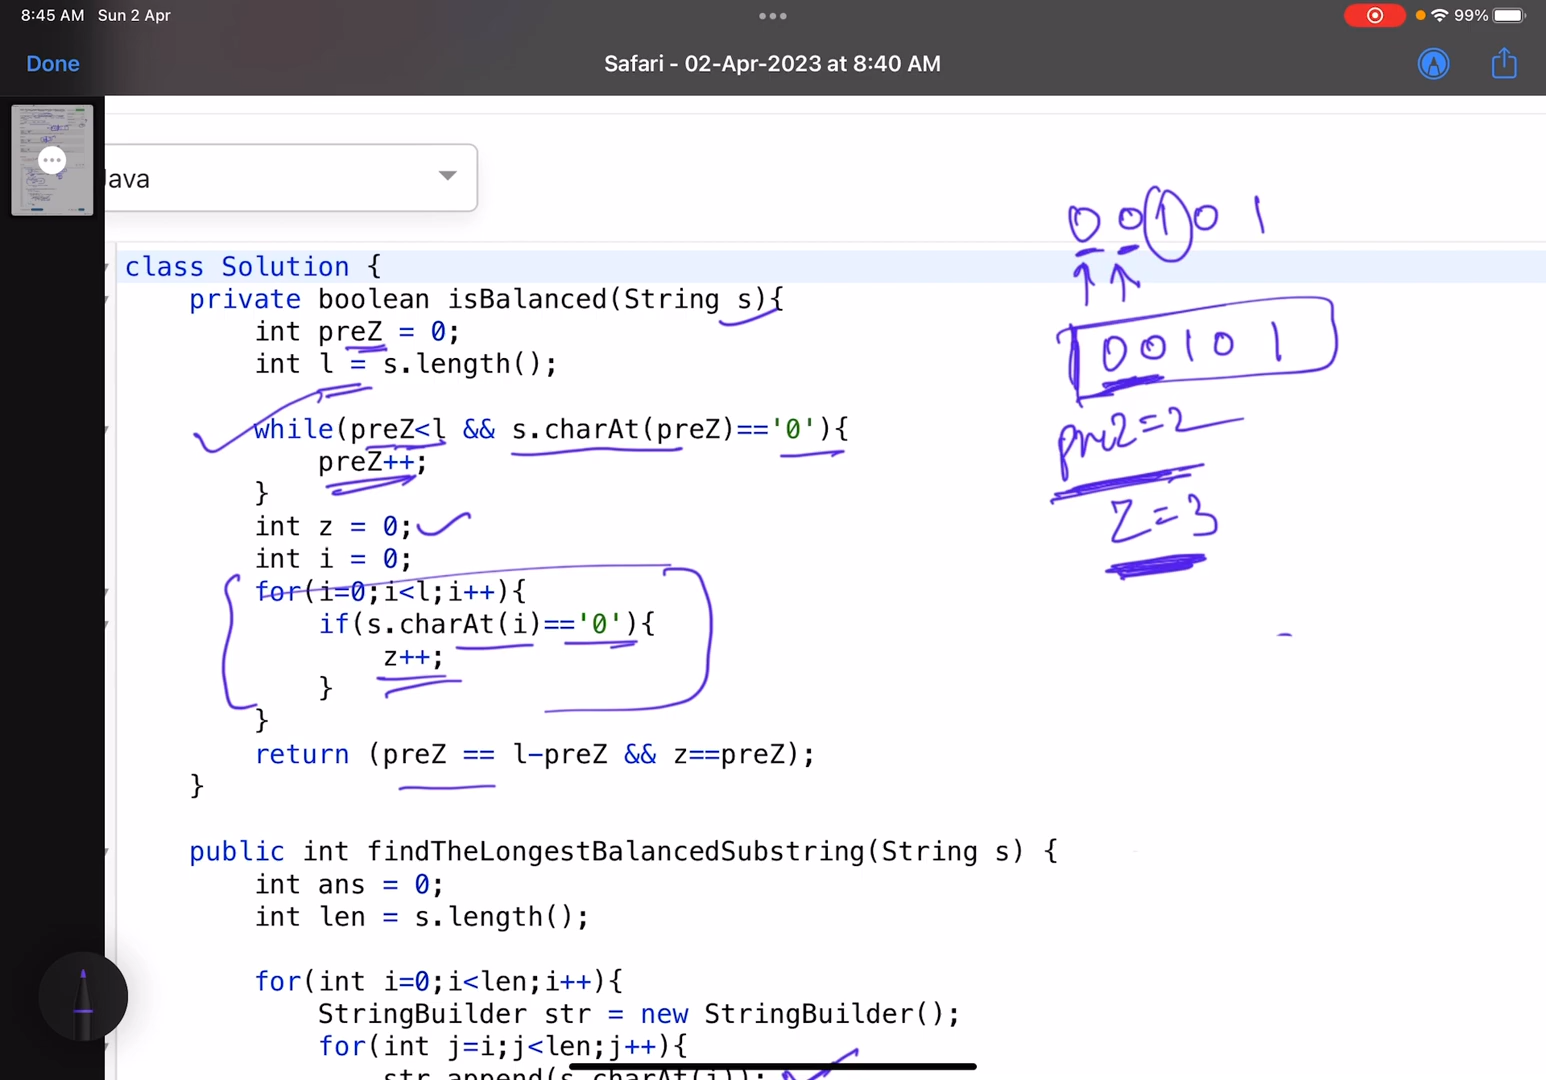 8:45 AM Sun 2 Apr
99%
Done
Safari - 02-Apr-2023 at 8:40 AM
Java
class Solution {
private boolean isBalanced(String s){
int preZ = 0;
int l = s.length();
while(preZ<l && s.charAt(preZ)=='0'){
preZ++;
}
int z = 0;
int i = 0;
for(i=0;i<l;i++){
if(s.charAt(i)=='0'){
z++;
}
}
return (preZ == l-preZ && z==preZ);
}
public int findTheLongestBalancedSubstring(String s) {
int ans = 0;
int len = s.length();
for(int i=0;i<len;i++){
StringBuilder str = new StringBuilder();
for(int j=i;j<len;j++){
str.append(s.charAt(j));
0 0 1 0 1
0 0 1 0 1
preZ=2
Z=3